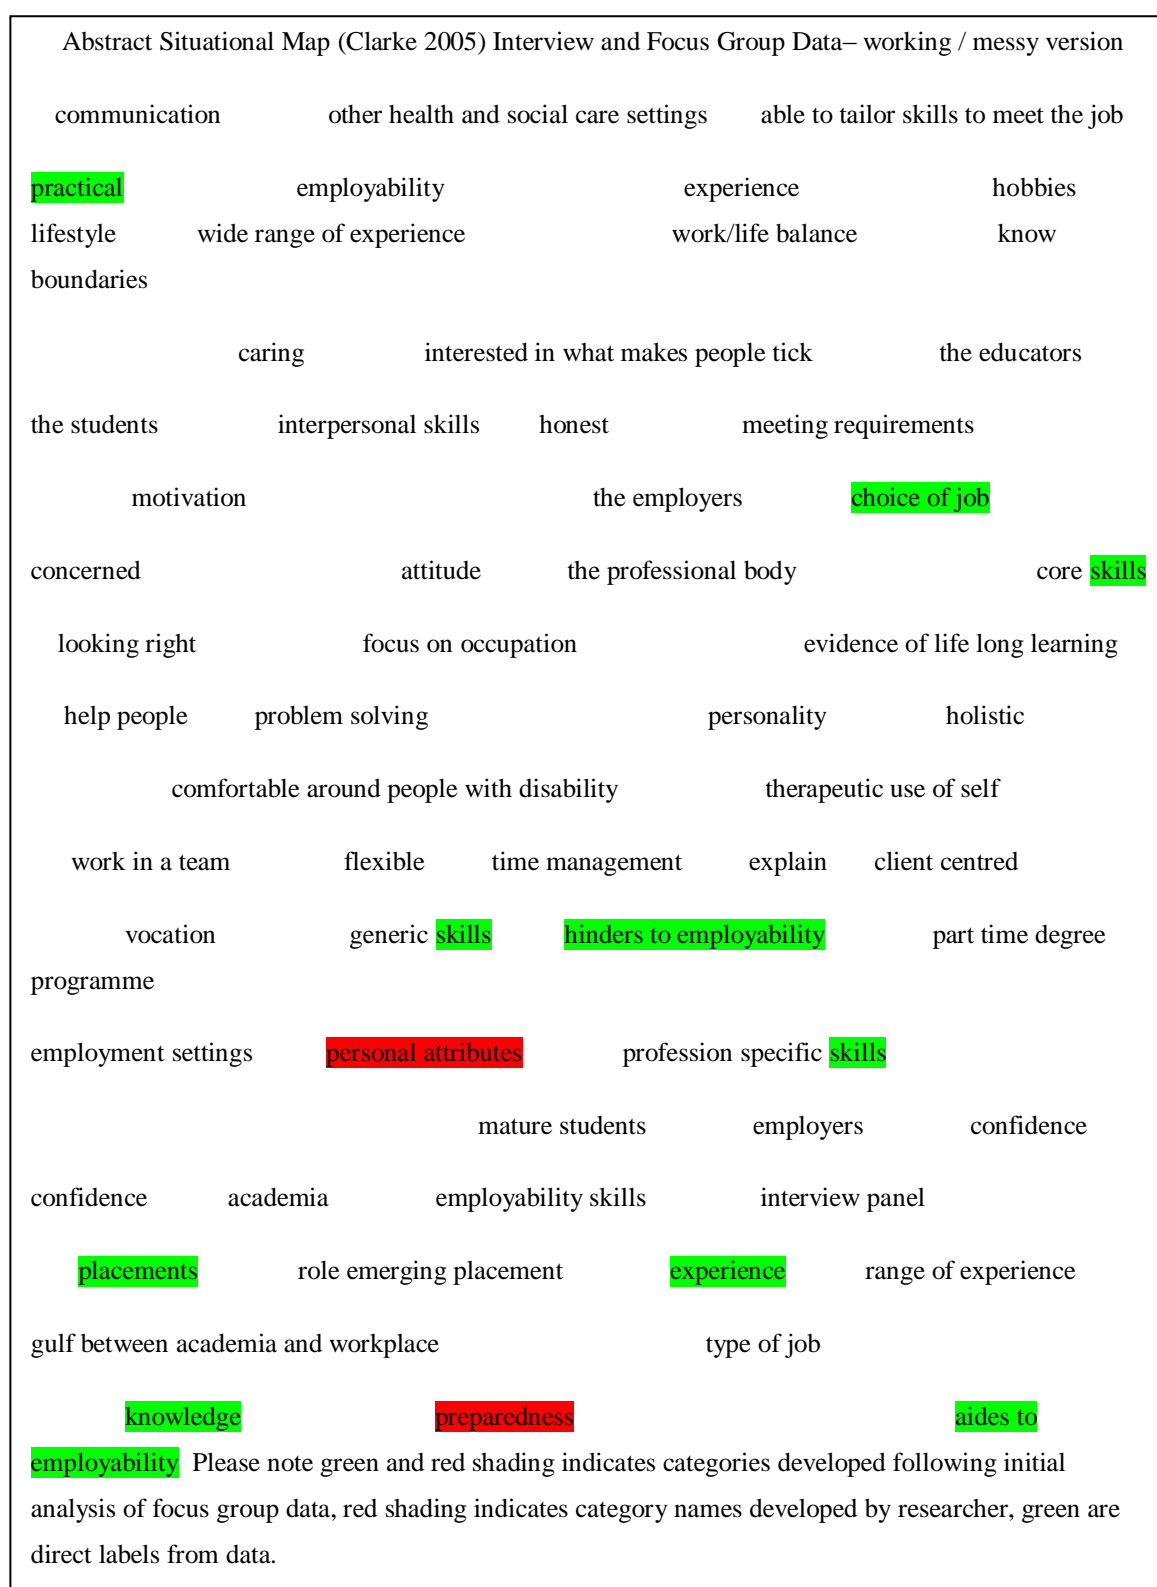 Abstract Situational Map (Clarke 2005) Interview and Focus Group Data– working / messy version
communication other health and social care settings able to tailor skills to meet the job
practical employability experience hobbies
lifestyle wide range of experience work/life balance know
boundaries
caring interested in what makes people tick the educators
the students interpersonal skills honest meeting requirements
motivation the employers choice of job
concerned attitude the professional body core skills
looking right focus on occupation evidence of life long learning
help people problem solving personality holistic
comfortable around people with disability therapeutic use of self
work in a team flexible time management explain client centred
vocation generic skills hinders to employability part time degree
programme
employment settings personal attributes profession specific skills
mature students employers confidence
confidence academia employability skills interview panel
placements role emerging placement experience range of experience
gulf between academia and workplace type of job
knowledge preparedness aides to
employability Please note green and red shading indicates categories developed following initial
analysis of focus group data, red shading indicates category names developed by researcher, green are
direct labels from data.